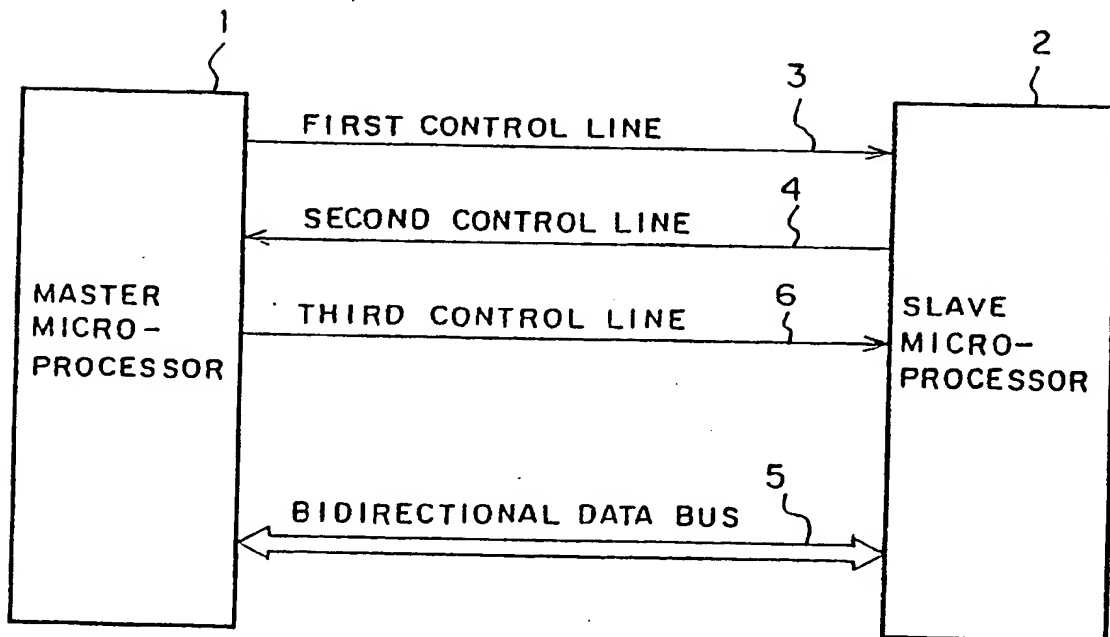 1
2
3
FIRST CONTROL LINE
4
SECOND CONTROL LINE
MASTER
MICRO-
PROCESSOR
6
THIRD CONTROL LINE
SLAVE
MICRO-
PROCESSOR
5
BIDIRECTIONAL DATA BUS